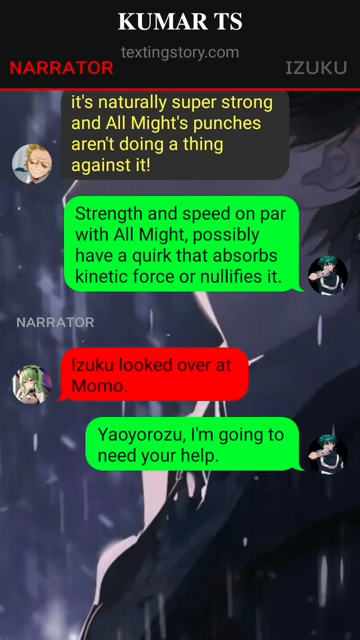 KUMAR TS
textingstory.com
NARRATOR
IZUKU
it's naturally super strong
and All Might's punches
aren't doing a thing
against it!
Strength and speed on par
with All Might, possibly
have a quirk that absorbs
kinetic force or nullifies it.
NARRATOR
Izuku looked over at
Momo.
Yaoyorozu, I'm going to
need your help.